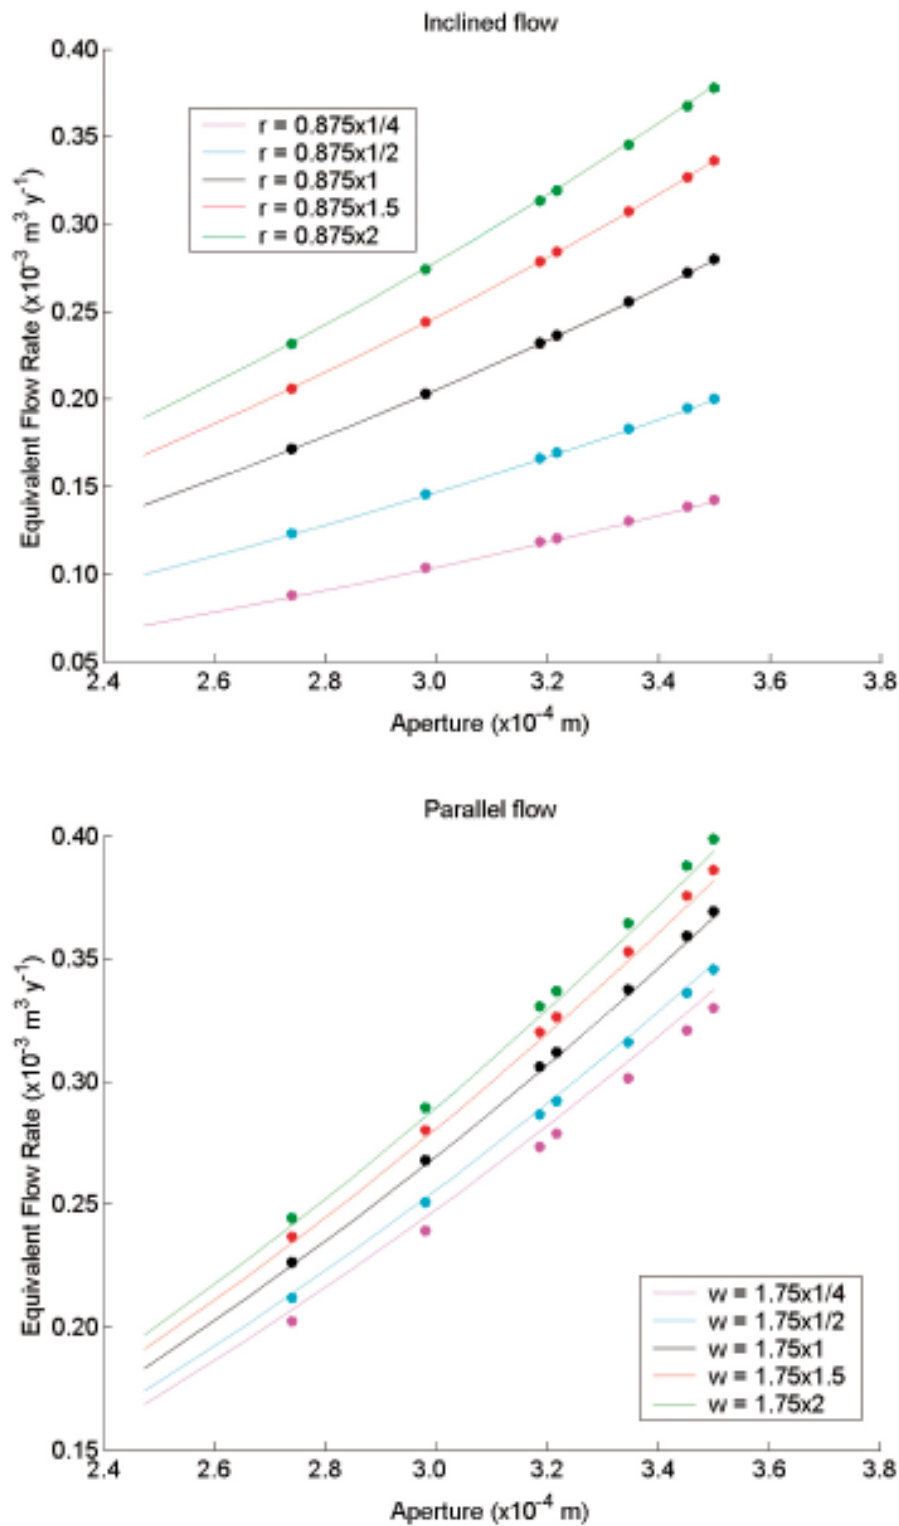 Inclined flow
0.40
0.35
0.30
0.25
0.20
0.15
0.10
0.05
Equivalent Flow Rate (x10⁻³ m³ y⁻¹)
r = 0.875x1/4
r = 0.875x1/2
r = 0.875x1
r = 0.875x1.5
r = 0.875x2
2.4 2.6 2.8 3.0 3.2 3.4 3.6 3.8
Aperture (x10⁻⁴ m)
Parallel flow
0.40
0.35
0.30
0.25
0.20
0.15
Equivalent Flow Rate (x10⁻³ m³ y⁻¹)
w = 1.75x1/4
w = 1.75x1/2
w = 1.75x1
w = 1.75x1.5
w = 1.75x2
2.4 2.6 2.8 3.0 3.2 3.4 3.6 3.8
Aperture (x10⁻⁴ m)